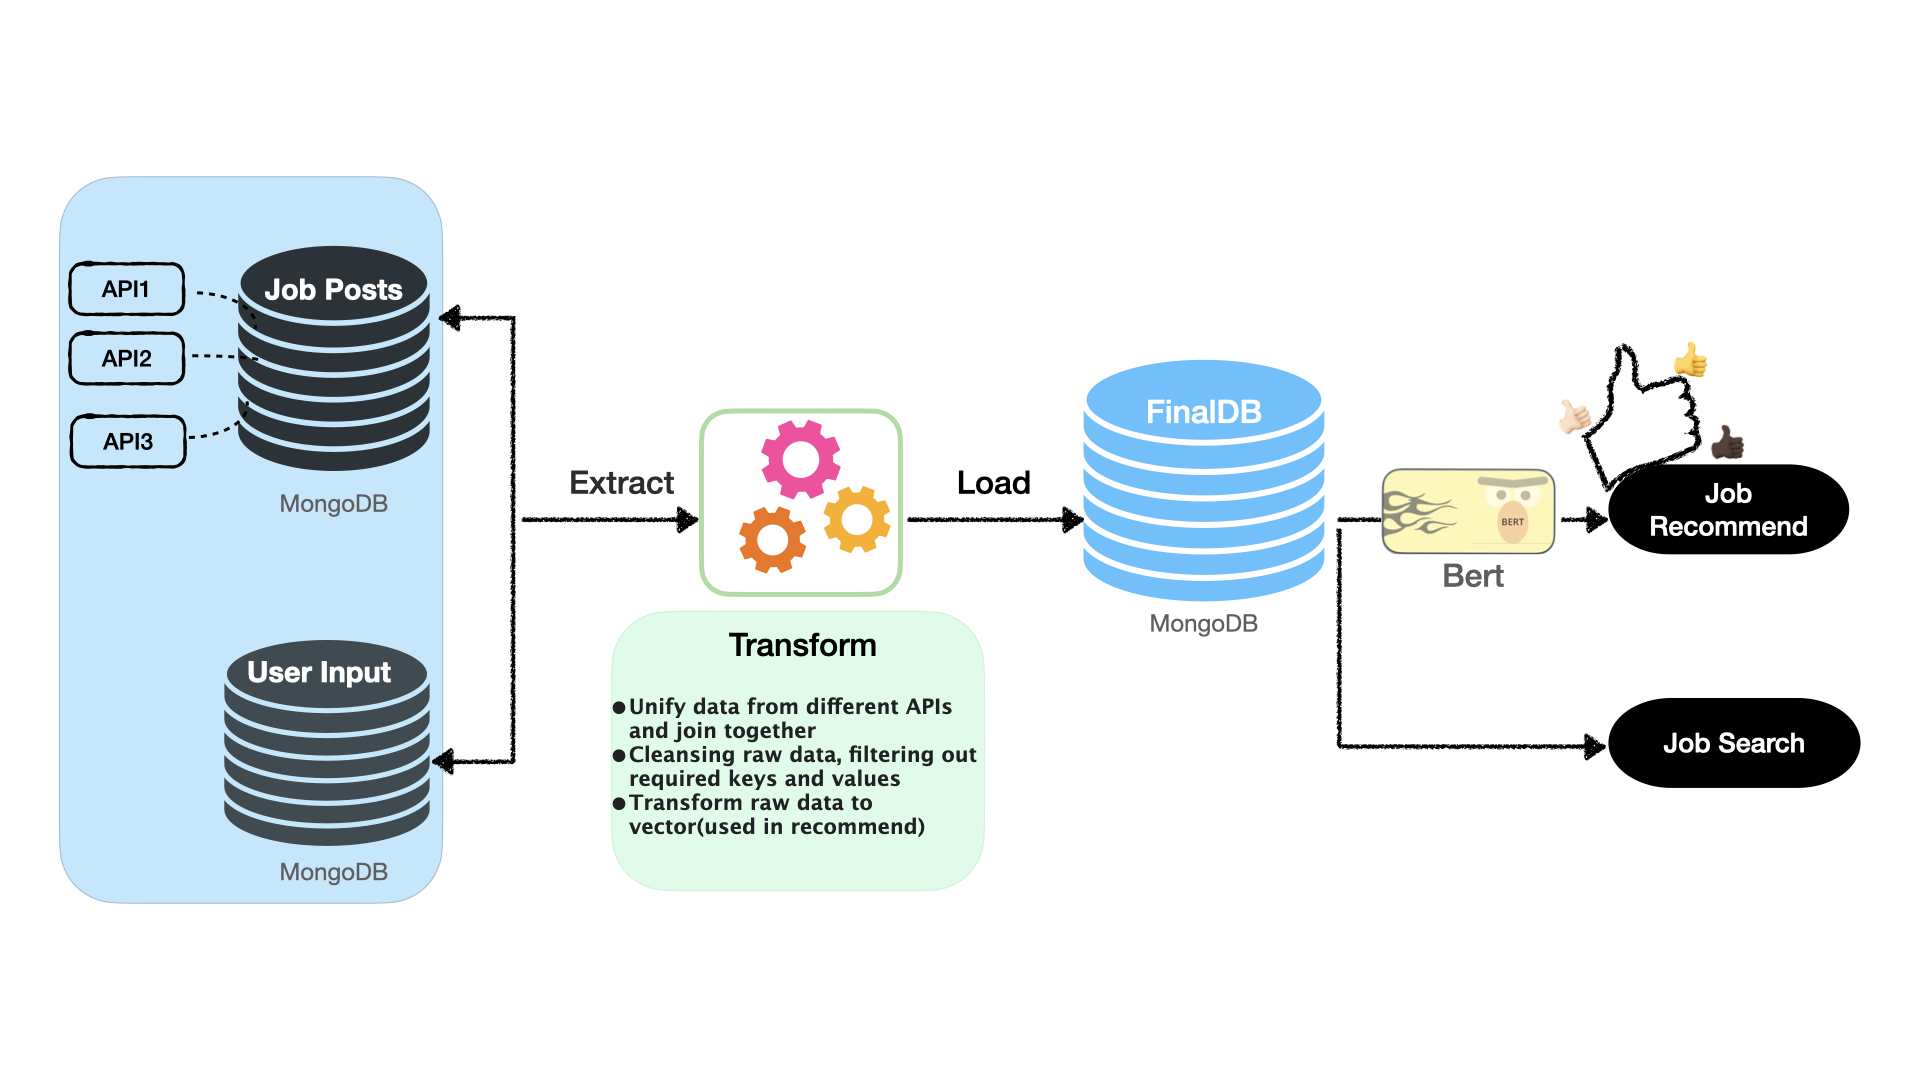 API1
API2
API3
Job Posts
MongoDB
User Input
MongoDB
Extract
Transform
●Unify data from different APIs
and join together
●Cleansing raw data, filtering out
required keys and values
●Transform raw data to
vector(used in recommend)
Load
FinalDB
MongoDB
BERT
Bert
Job
Recommend
Job Search